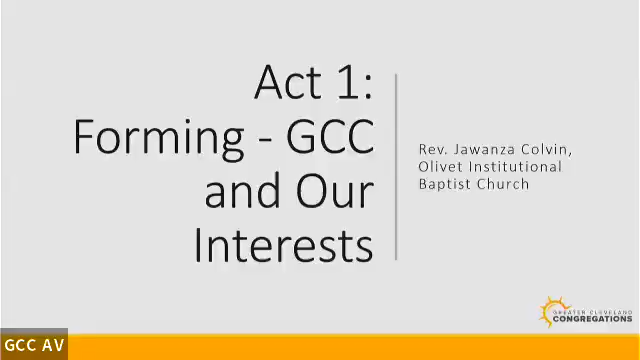 Act 1:
Forming - GCC
and Our
Interests
Rev. Jawanza Colvin,
Olivet Institutional
Baptist Church
GREATER CLEVELAND
CONGREGATIONS
GCC AV